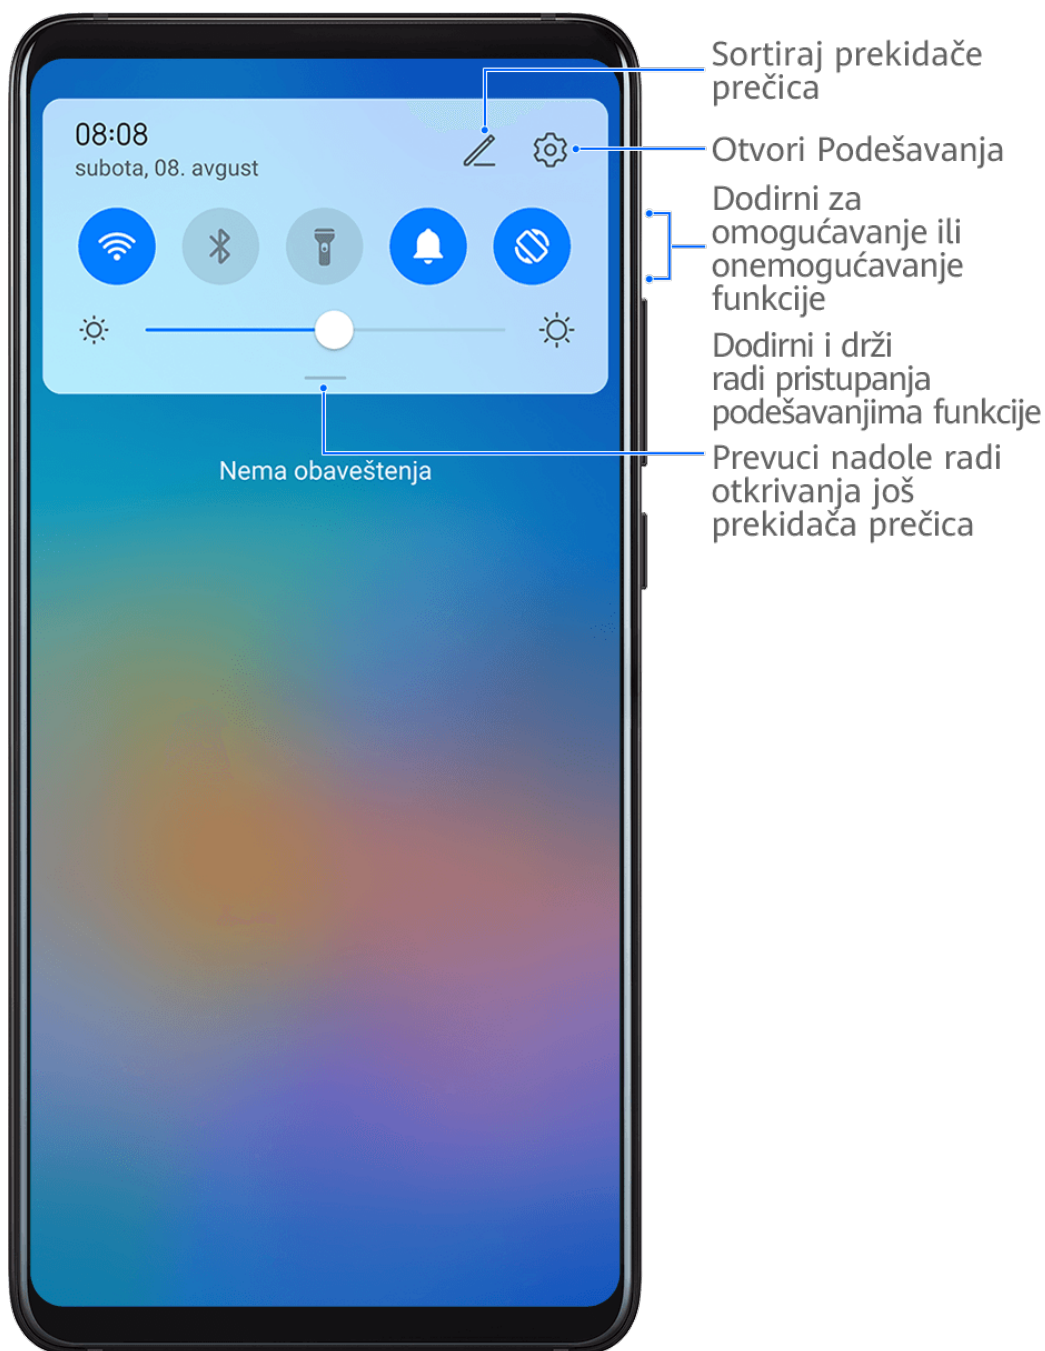 08:08
subota, 08. avgust
Nema obaveštenja
Sortiraj prekidače
prečica
Otvori Podešavanja
Dodirni za
omogućavanje ili
onemogućavanje
funkcije
Dodirni i drži
radi pristupanja
podešavanjima funkcije
Prevuci nadole radi
otkrivanja još
prekidača prečica